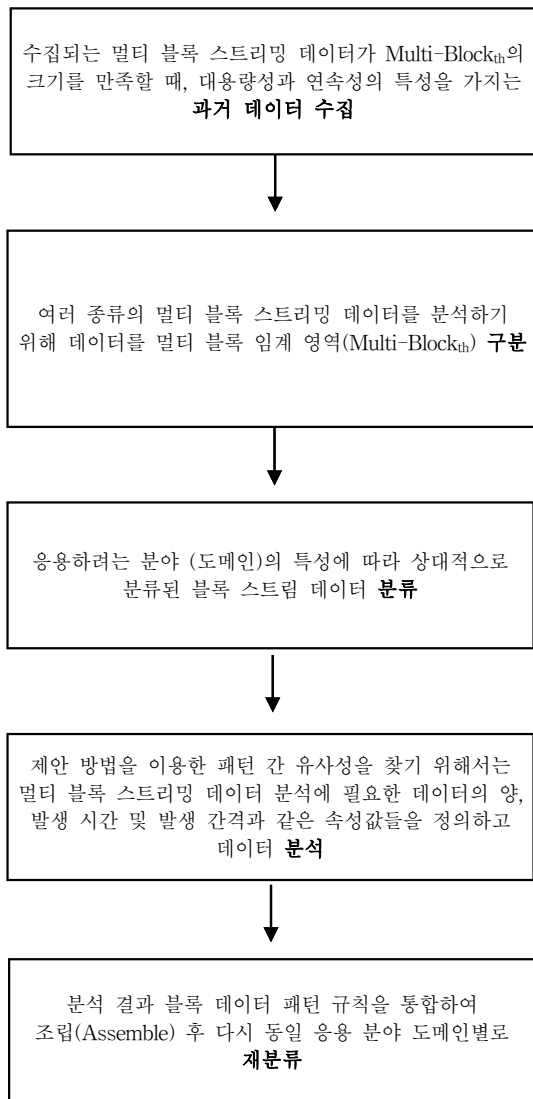 수집되는 멀티 블록 스트리밍 데이터가 Multi-Blockth의
크기를 만족할 때, 대용량성과 연속성의 특성을 가지는
과거 데이터 수집
여러 종류의 멀티 블록 스트리밍 데이터를 분석하기
위해 데이터를 멀티 블록 임계 영역(Multi-Blockth) 구분
응용하려는 분야 (도메인)의 특성에 따라 상대적으로
분류된 블록 스트림 데이터 분류
제안 방법을 이용한 패턴 간 유사성을 찾기 위해서는
멀티 블록 스트리밍 데이터 분석에 필요한 데이터의 양,
발생 시간 및 발생 간격과 같은 속성값들을 정의하고
데이터 분석
분석 결과 블록 데이터 패턴 규칙을 통합하여
조립(Assemble) 후 다시 동일 응용 분야 도메인별로
재분류